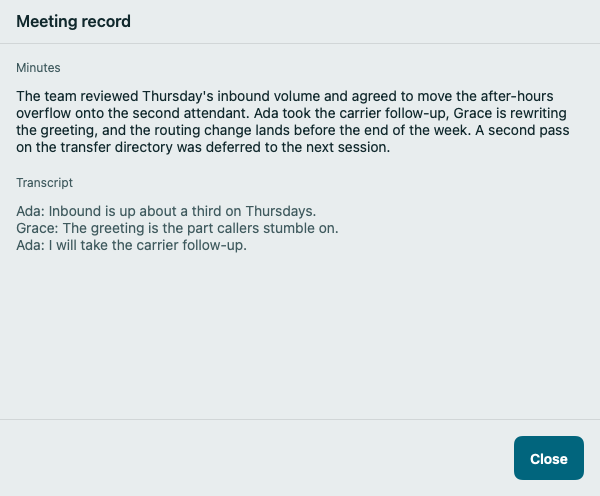 Meeting record
Minutes
The team reviewed Thursday's inbound volume and agreed to move the after-hours
overflow onto the second attendant. Ada took the carrier follow-up, Grace is rewriting
the greeting, and the routing change lands before the end of the week. A second pass
on the transfer directory was deferred to the next session.
Transcript
Ada: Inbound is up about a third on Thursdays.
Grace: The greeting is the part callers stumble on.
Ada: I will take the carrier follow-up.
Close